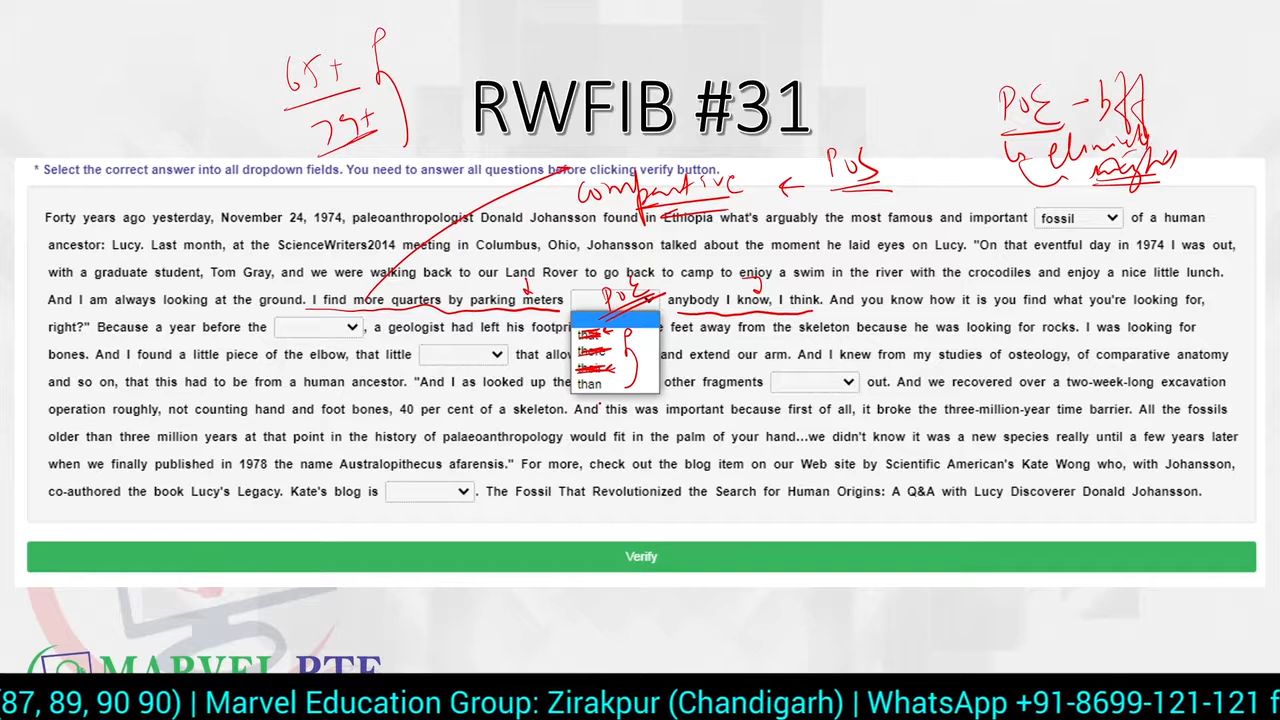 65+
79+
RWFIB #31
POE - bff
eliminate
* Select the correct answer into all dropdown fields. You need to answer all questions before clicking verify button.
comparitive ← POS
Forty years ago yesterday, November 24, 1974, paleoanthropologist Donald Johansson found in Ethiopia what's arguably the most famous and important fossil of a human
ancestor: Lucy. Last month, at the ScienceWriters2014 meeting in Columbus, Ohio, Johansson talked about the moment he laid eyes on Lucy. "On that eventful day in 1974 I was out,
with a graduate student, Tom Gray, and we were walking back to our Land Rover to go back to camp to enjoy a swim in the river with the crocodiles and enjoy a nice little lunch.
And I am always looking at the ground. I find more quarters by parking meters POE anybody I know, I think. And you know how it is you find what you're looking for,
right?" Because a year before the , a geologist had left his footpri feet away from the skeleton because he was looking for rocks. I was looking for
that
there
their
than
bones. And I found a little piece of the elbow, that little that allo and extend our arm. And I knew from my studies of osteology, of comparative anatomy
and so on, that this had to be from a human ancestor. "And I as looked up the other fragments out. And we recovered over a two-week-long excavation
operation roughly, not counting hand and foot bones, 40 per cent of a skeleton. And this was important because first of all, it broke the three-million-year time barrier. All the fossils
older than three million years at that point in the history of palaeoanthropology would fit in the palm of your hand...we didn't know it was a new species really until a few years later
when we finally published in 1978 the name Australopithecus afarensis." For more, check out the blog item on our Web site by Scientific American's Kate Wong who, with Johansson,
co-authored the book Lucy's Legacy. Kate's blog is . The Fossil That Revolutionized the Search for Human Origins: A Q&A with Lucy Discoverer Donald Johansson.
Verify
MARVEL PTE
(87, 89, 90 90) | Marvel Education Group: Zirakpur (Chandigarh) | WhatsApp +91-8699-121-121 f